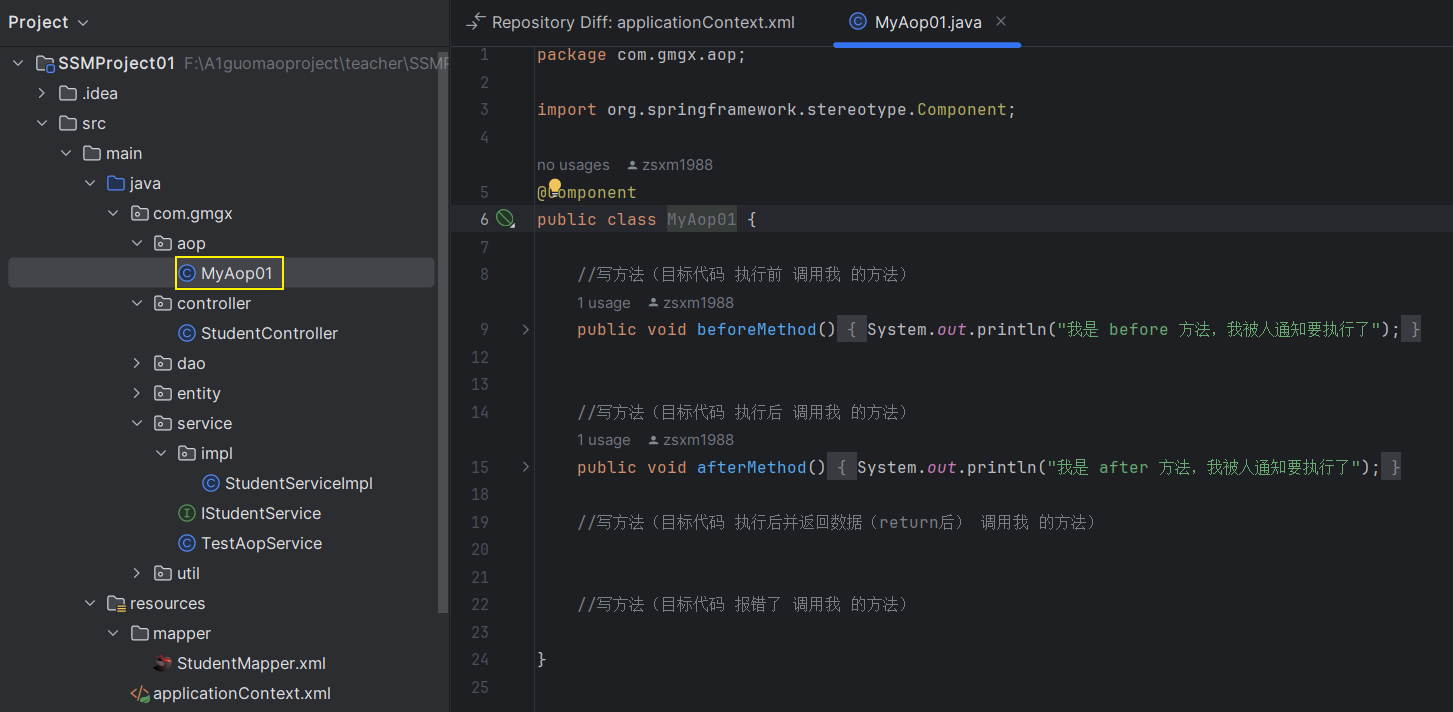 Project
SSMProject01 F:\A1guomaoproject\teacher\SSMP
.idea
src
main
java
com.gmgx
aop
MyAop01
controller
StudentController
dao
entity
service
impl
StudentServiceImpl
IStudentService
TestAopService
util
resources
mapper
StudentMapper.xml
applicationContext.xml
Repository Diff: applicationContext.xml
MyAop01.java
1 package com.gmgx.aop;
2
3 import org.springframework.stereotype.Component;
4
no usages zsxm1988
5 @Component
6 public class MyAop01 {
7
8 //写方法（目标代码 执行前 调用我 的方法）
1 usage zsxm1988
9 public void beforeMethod() { System.out.println("我是 before 方法，我被人通知要执行了"); }
12
13
14 //写方法（目标代码 执行后 调用我 的方法）
1 usage zsxm1988
15 public void afterMethod() { System.out.println("我是 after 方法，我被人通知要执行了"); }
18
19 //写方法（目标代码 执行后并返回数据（return后） 调用我 的方法）
20
21
22 //写方法（目标代码 报错了 调用我 的方法）
23
24 }
25